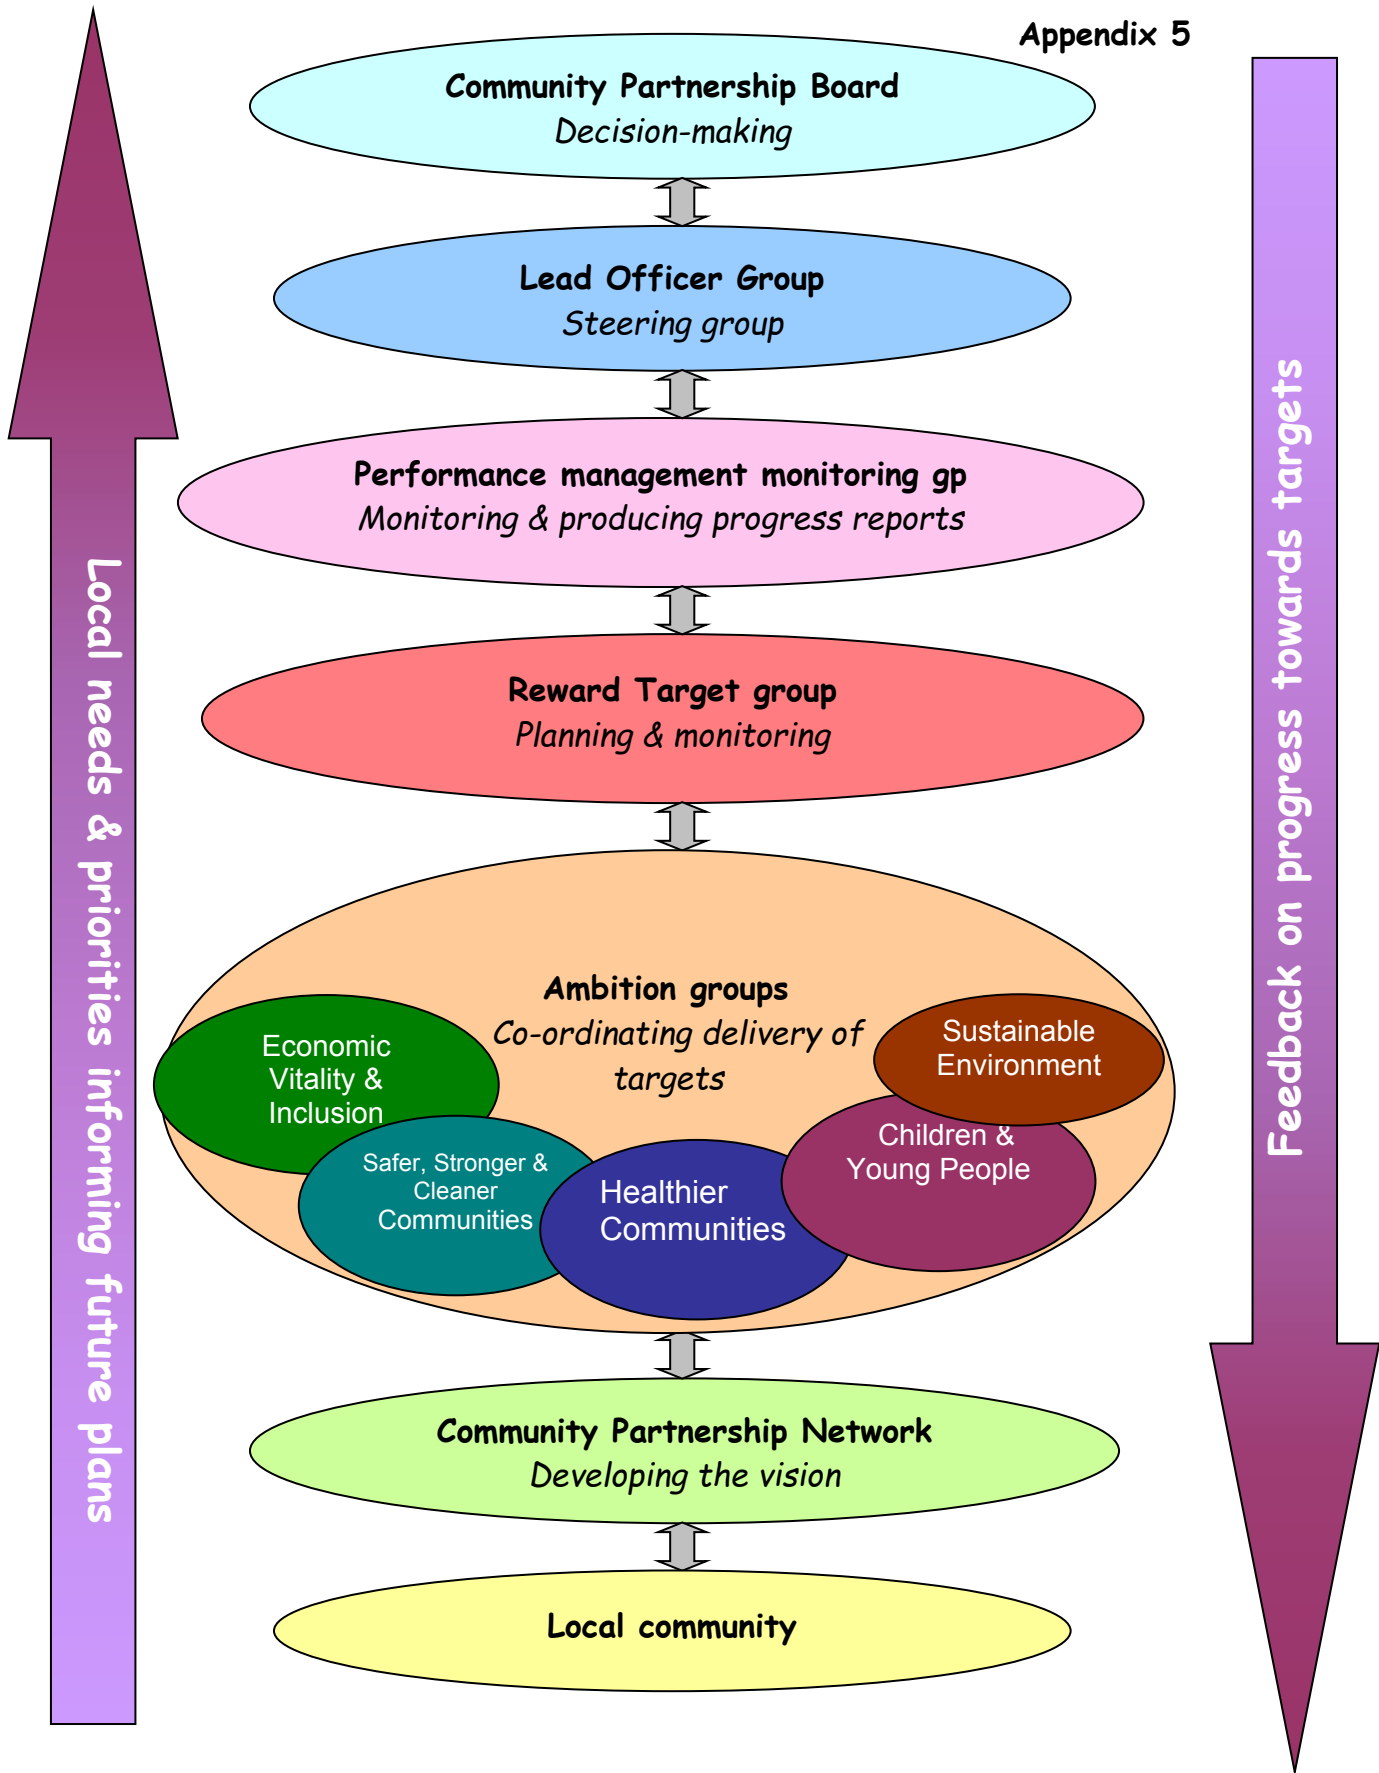 Appendix 5
Community Partnership Board
Decision-making
Lead Officer Group
Steering group
Performance management monitoring gp
Monitoring & producing progress reports
Reward Target group
Planning & monitoring
Ambition groups
Co-ordinating delivery of
targets
Economic
Vitality &
Inclusion
Safer, Stronger &
Cleaner
Communities
Healthier
Communities
Children &
Young People
Sustainable
Environment
Community Partnership Network
Developing the vision
Local community
Local needs & priorities informing future plans
Feedback on progress towards targets